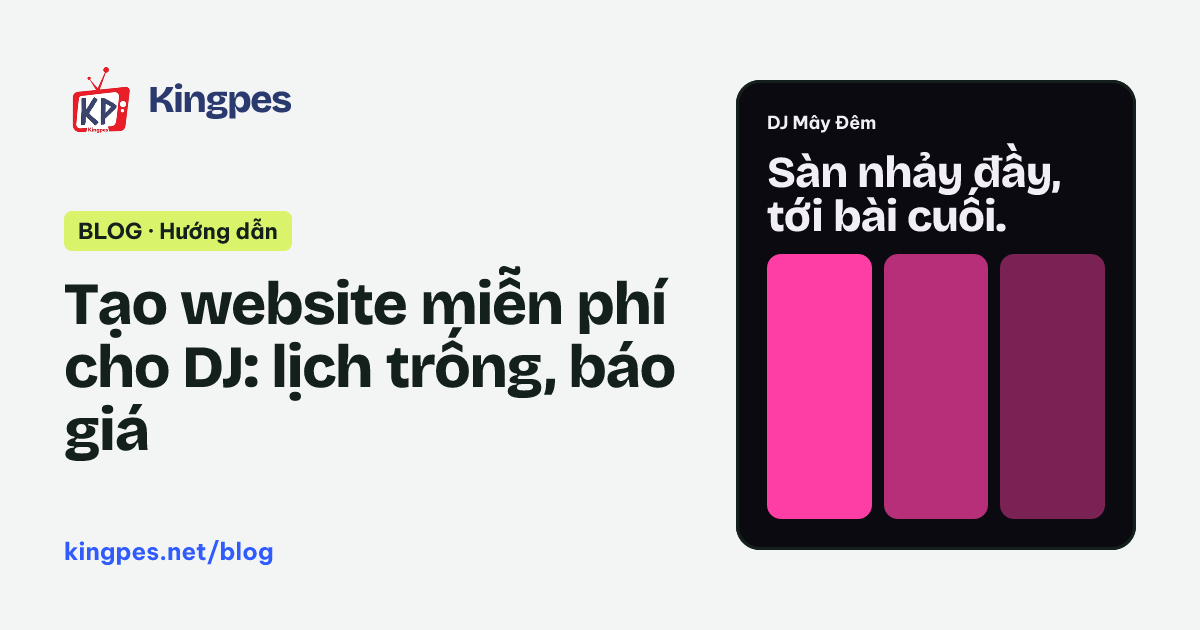 KP
Kingpes
Kingpes
BLOG · Hướng dẫn
Tạo website miễn phí
cho DJ: lịch trống, báo
giá
kingpes.net/blog
DJ Mây Đêm
Sàn nhảy đầy,
tới bài cuối.